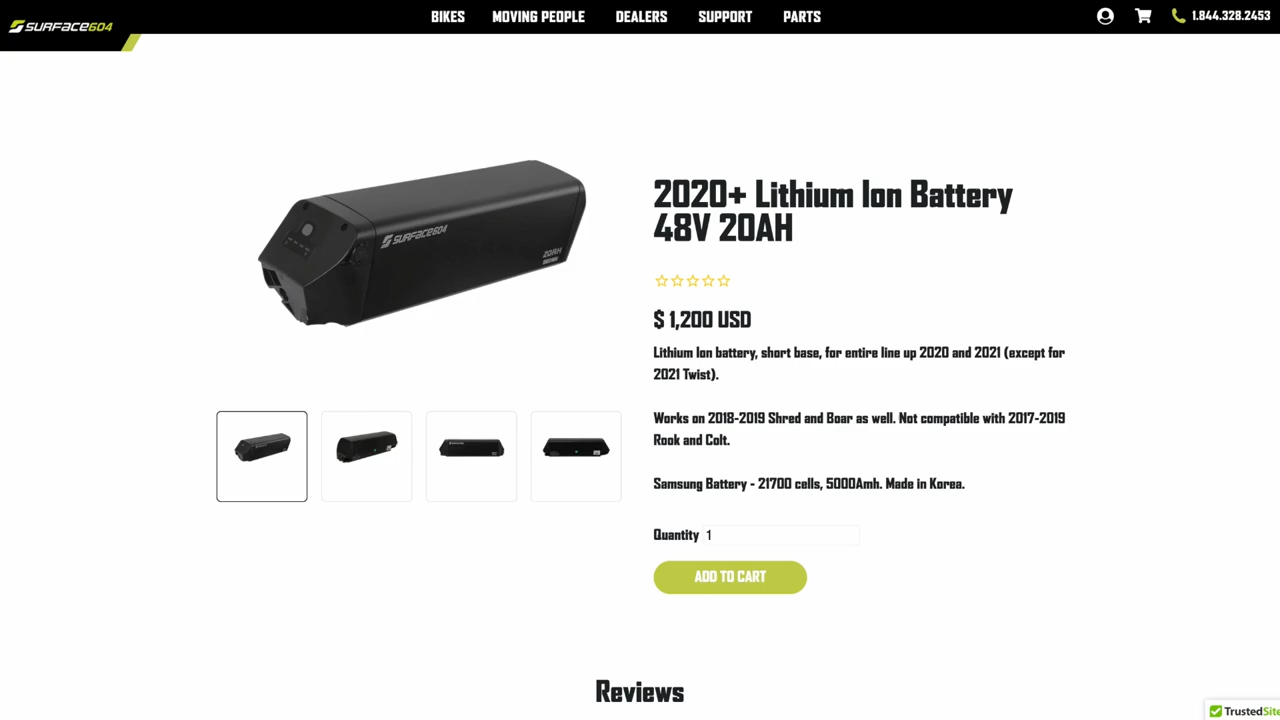 SURFACE604
BIKES
MOVING PEOPLE
DEALERS
SUPPORT
PARTS
1.844.328.2453
SURFACE604
20AH
2020+ Lithium Ion Battery
48V 20AH
$ 1,200 USD
Lithium Ion battery, short base, for entire line up 2020 and 2021 (except for
2021 Twist).
Works on 2018-2019 Shred and Boar as well. Not compatible with 2017-2019
Rook and Colt.
Samsung Battery - 21700 cells, 5000Amh. Made in Korea.
Quantity 1
ADD TO CART
Reviews
TrustedSite